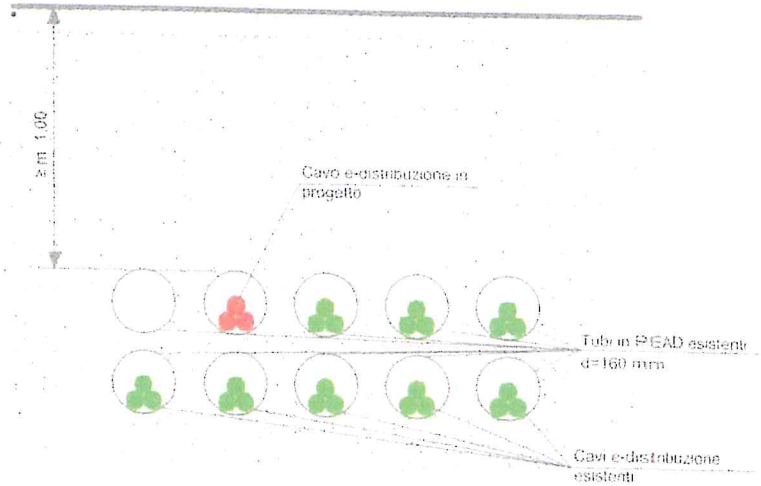 ≥ m 1,00
Cavo e-distribuzione in
progetto
Tubi in PEAD esistenti
d=160 mm
Cavi e-distribuzione
esistenti